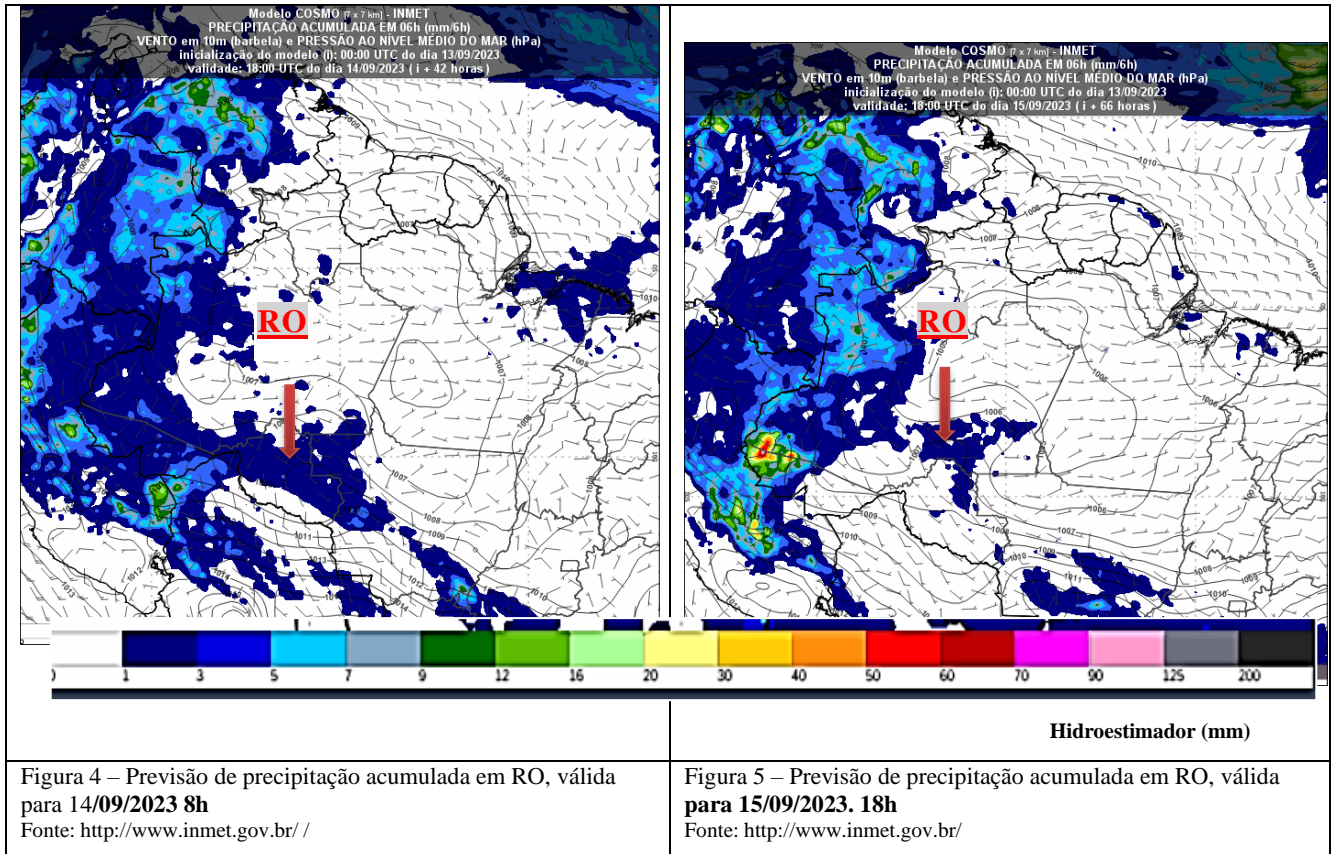 Modelo COSMO [7 x 7 km] - INMET
PRECIPITAÇÃO ACUMULADA EM 06h (mm/6h)
VENTO em 10m (barbela) e PRESSÃO AO NÍVEL MÉDIO DO MAR (hPa)
inicialização do modelo (i): 00:00 UTC do dia 13/09/2023
validade: 18:00 UTC do dia 14/09/2023 ( i + 42 horas )
RO
Modelo COSMO [7 x 7 km] - INMET
PRECIPITAÇÃO ACUMULADA EM 06h (mm/6h)
VENTO em 10m (barbela) e PRESSÃO AO NÍVEL MÉDIO DO MAR (hPa)
inicialização do modelo (i): 00:00 UTC do dia 13/09/2023
validade: 18:00 UTC do dia 15/09/2023 ( i + 66 horas )
RO
1 3 5 7 9 12 16 20 30 40 50 60 70 90 125 200
Hidroestimador (mm)
Figura 4 – Previsão de precipitação acumulada em RO, válida
para 14/09/2023 8h
Fonte: http://www.inmet.gov.br/ /
Figura 5 – Previsão de precipitação acumulada em RO, válida
para 15/09/2023. 18h
Fonte: http://www.inmet.gov.br/